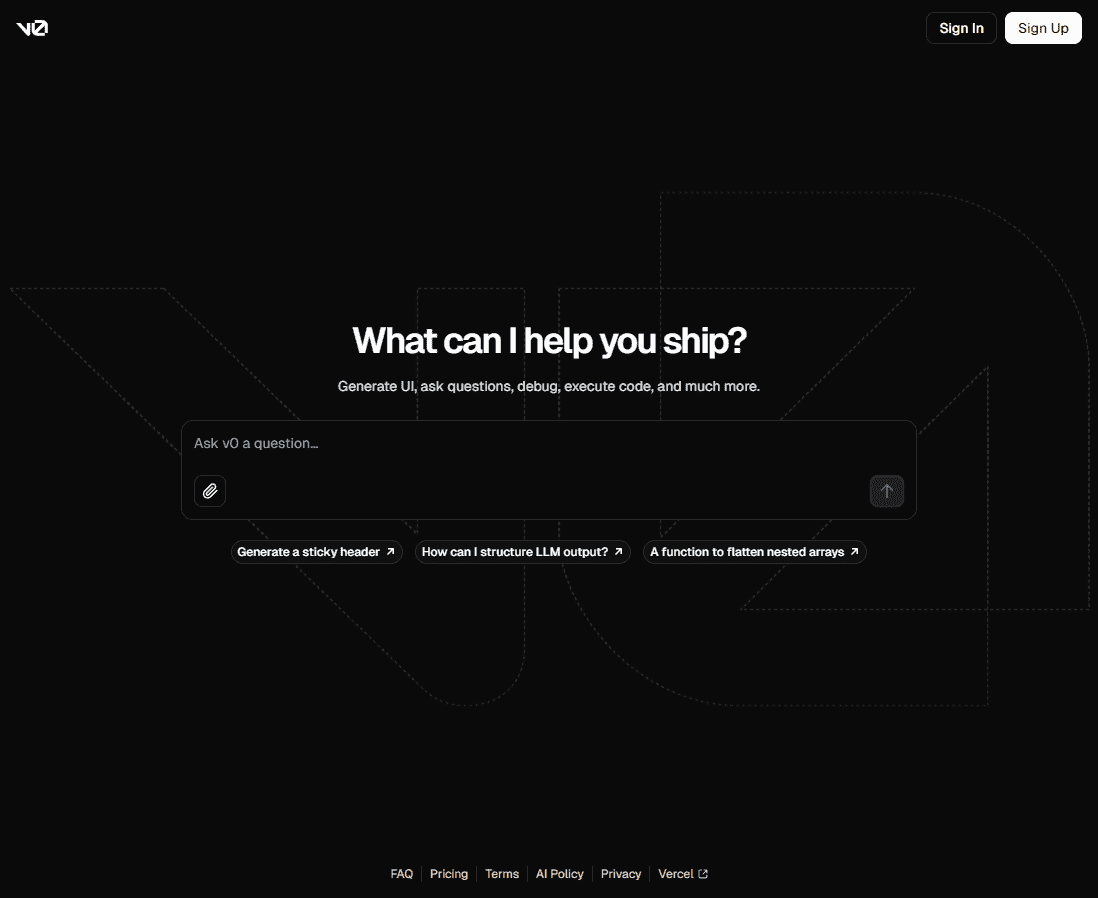 v0
Sign In
Sign Up
What can I help you ship?
Generate UI, ask questions, debug, execute code, and much more.
Ask v0 a question...
Generate a sticky header
How can I structure LLM output?
A function to flatten nested arrays
FAQ
Pricing
Terms
AI Policy
Privacy
Vercel